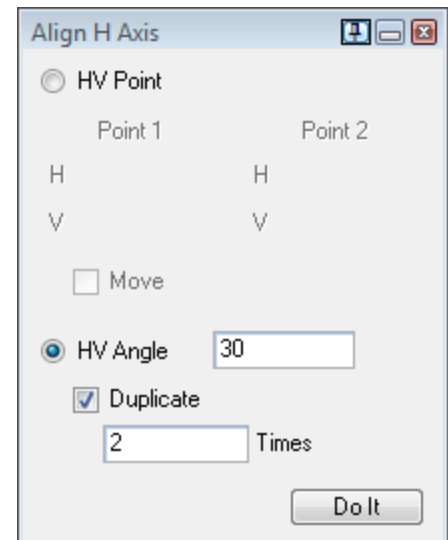 Align H Axis
HV Point
Point 1 Point 2
H H
V V
Move
HV Angle 30
Duplicate
2 Times
Do It